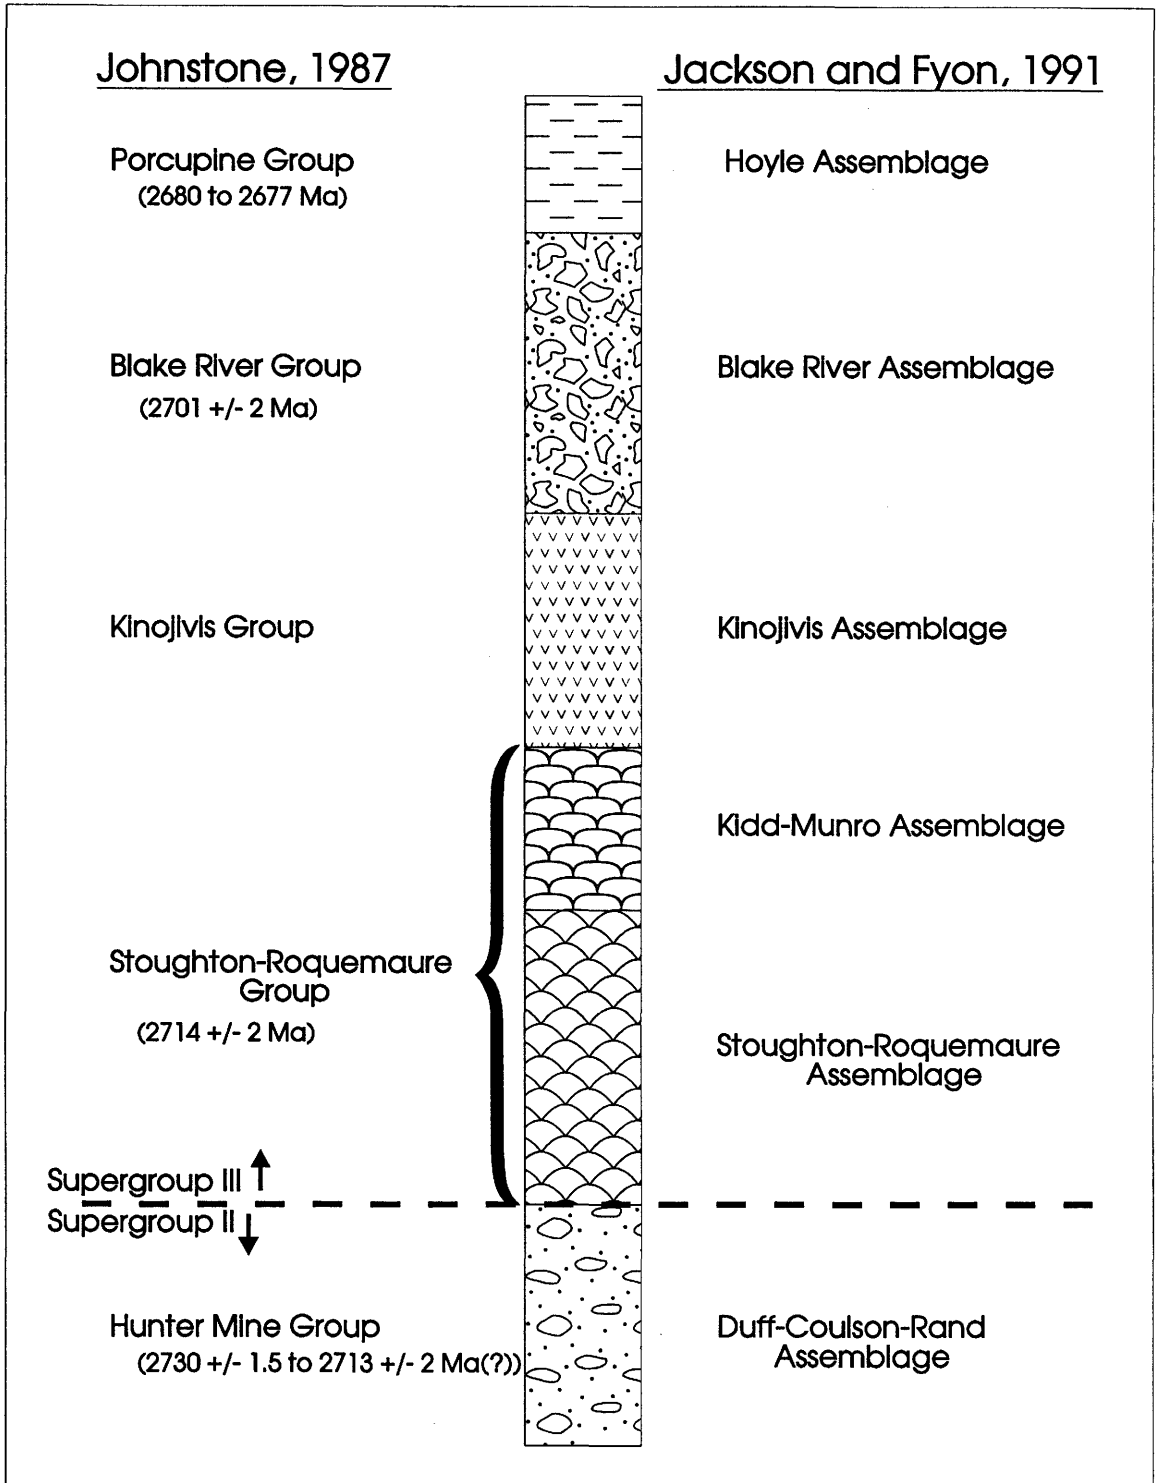 Johnstone, 1987
Jackson and Fyon, 1991
Porcupine Group
(2680 to 2677 Ma)
Hoyle Assemblage
Blake River Group
(2701 +/- 2 Ma)
Blake River Assemblage
Kinojivis Group
Kinojivis Assemblage
Kidd-Munro Assemblage
Stoughton-Roquemaure
Group
(2714 +/- 2 Ma)
Stoughton-Roquemaure
Assemblage
Supergroup III
Supergroup II
Hunter Mine Group
(2730 +/- 1.5 to 2713 +/- 2 Ma(?))
Duff-Coulson-Rand
Assemblage